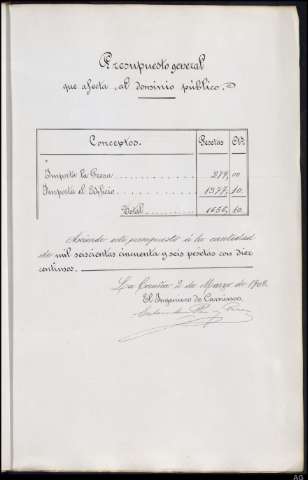 Presupuesto general
que afecta al dominio público.
Conceptos. Pesetas Cts.
Importa la Presa 279, 00
Importa el Edificio 1377, 10
Total 1656, 10
Asciende este presupuesto á la cantidad
de mil seiscientas cincuenta y seis pesetas con diez
centimos.
La Coruña 2 de Marzo de 1908
El Ingeniero de Caminos